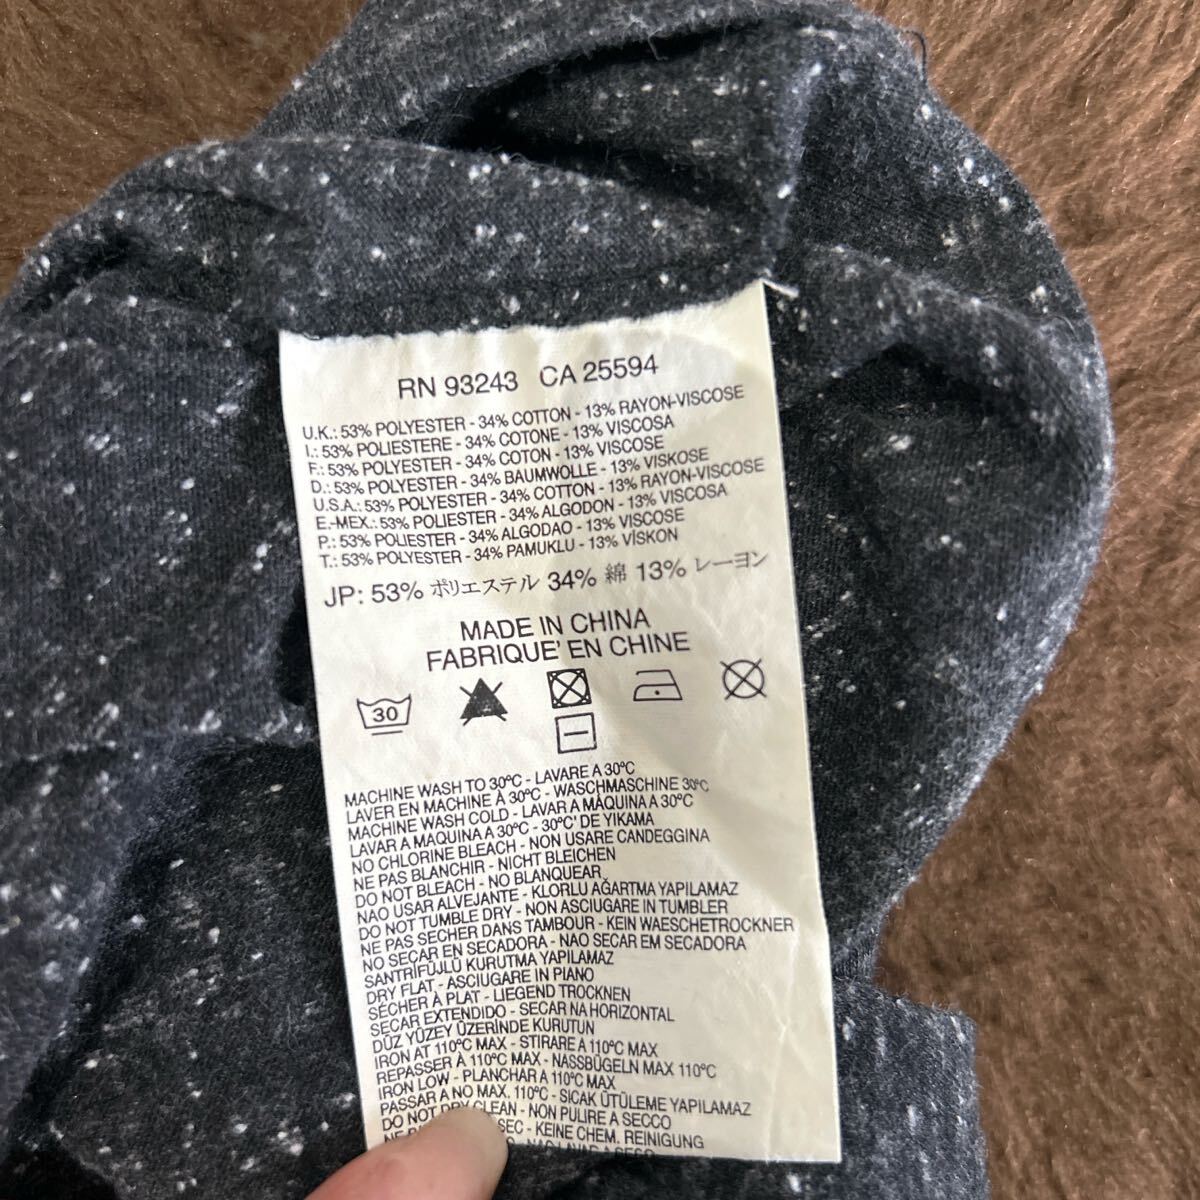 RN 93243 CA 25594
U.K.: 53% POLYESTER - 34% COTTON - 13% RAYON-VISCOSE
I.: 53% POLIESTERE - 34% COTONE - 13% VISCOSA
F.: 53% POLYESTER - 34% COTON - 13% VISCOSE
D.: 53% POLYESTER - 34% BAUMWOLLE - 13% VISKOSE
U.S.A.: 53% POLYESTER - 34% COTTON - 13% RAYON-VISCOSE
E.-MEX.: 53% POLIESTER - 34% ALGODON - 13% VISCOSA
P.: 53% POLIESTER - 34% ALGODAO - 13% VISCOSE
T.: 53% POLYESTER - 34% PAMUKLU - 13% VİSKON
JP: 53% ポリエステル 34% 綿 13% レーヨン
MADE IN CHINA
FABRIQUE' EN CHINE
30
MACHINE WASH TO 30°C - LAVARE A 30°C
LAVER EN MACHINE À 30°C - WASCHMASCHINE 30°C
MACHINE WASH COLD - LAVAR A MÁQUINA A 30°C
LAVAR A MAQUINA A 30°C - 30°C' DE YIKAMA
NO CHLORINE BLEACH - NON USARE CANDEGGINA
NE PAS BLANCHIR - NICHT BLEICHEN
DO NOT BLEACH - NO BLANQUEAR
NAO USAR ALVEJANTE - KLORLU AĞARTMA YAPILAMAZ
DO NOT TUMBLE DRY - NON ASCIUGARE IN TUMBLER
NE PAS SECHER DANS TAMBOUR - KEIN WAESCHETROCKNER
NO SECAR EN SECADORA - NAO SECAR EM SECADORA
SANTRİFÜJLÜ KURUTMA YAPILAMAZ
DRY FLAT - ASCIUGARE IN PIANO
SÉCHER À PLAT - LIEGEND TROCKNEN
SECAR EXTENDIDO - SECAR NA HORIZONTAL
DÜZ YÜZEY ÜZERİNDE KURUTUN
IRON AT 110°C MAX - STIRARE A 110°C MAX
REPASSER À 110°C MAX - NASSBÜGELN MAX 110°C
IRON LOW - PLANCHAR A 110°C MAX
PASSAR A NO MAX. 110°C - SICAK ÜTÜLEME YAPILAMAZ
DO NOT DRY CLEAN - NON PULIRE A SECCO
SEC - KEINE CHEM. REINIGUNG